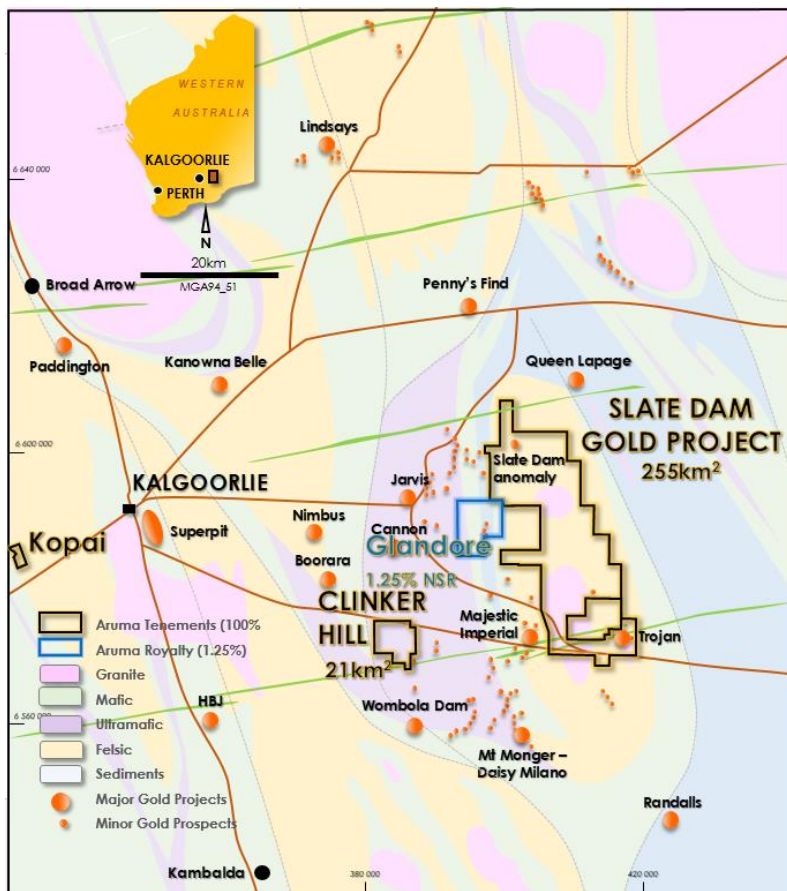 WESTERN
AUSTRALIA
KALGOORLIE
PERTH
N
20km
MGA94_51
6 640 000
Lindsays
Broad Arrow
Penny's Find
Paddington
Kanowna Belle
Queen Lapage
SLATE DAM
GOLD PROJECT
255km²
6 600 000
Slate Dam
anomaly
KALGOORLIE
Jarvis
Superpit
Nimbus
Cannon
Kopai
Glandore
Boorara
1.25% NSR
CLINKER
HILL
21km²
Majestic
Imperial
Trojan
Aruma Tenements (100%
Aruma Royalty (1.25%)
Granite
Mafic
Ultramafic
Felsic
Sediments
Major Gold Projects
Minor Gold Prospects
HBJ
6 560 000
Wombola Dam
Mt Monger –
Daisy Milano
Randalls
Kambalda
380 000
420 000